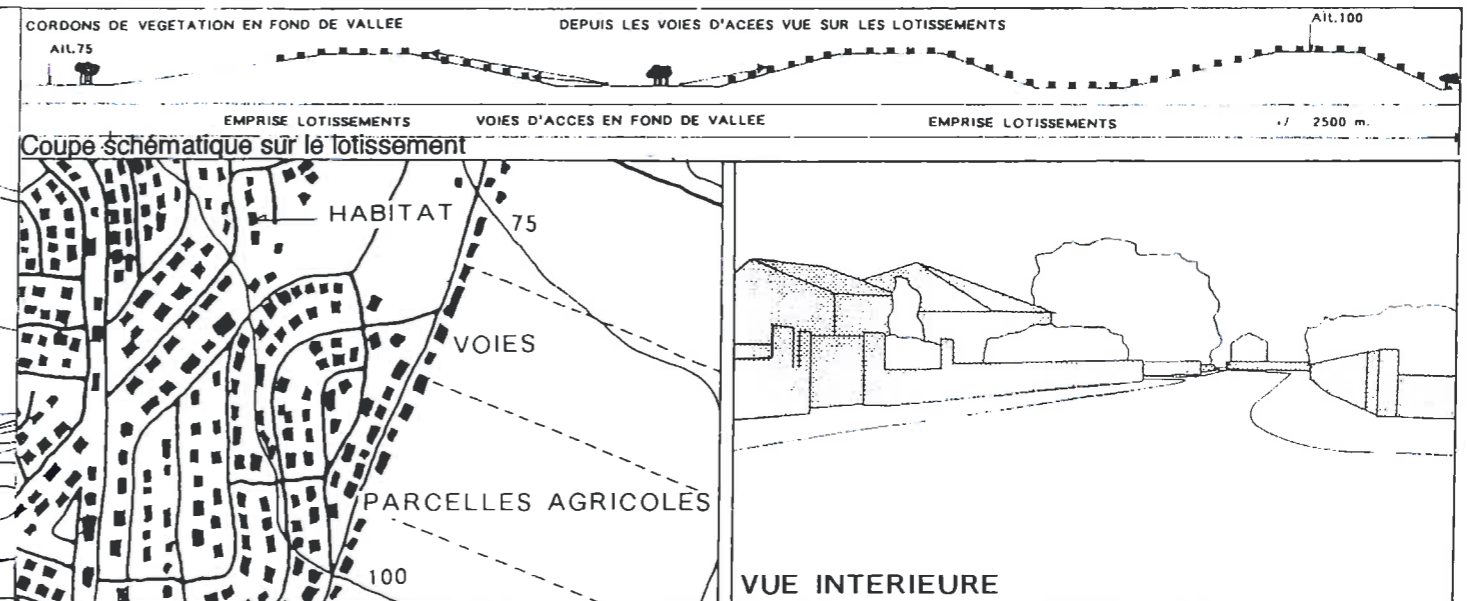 CORDONS DE VEGETATION EN FOND DE VALLEE
DEPUIS LES VOIES D'ACEES VUE SUR LES LOTISSEMENTS
Alt.100
Alt.75
EMPRISE LOTISSEMENTS
VOIES D'ACCES EN FOND DE VALLEE
EMPRISE LOTISSEMENTS
+/ 2500 m.
Coupe schématique sur le lotissement
HABITAT
75
VOIES
PARCELLES AGRICOLES
100
VUE INTERIEURE